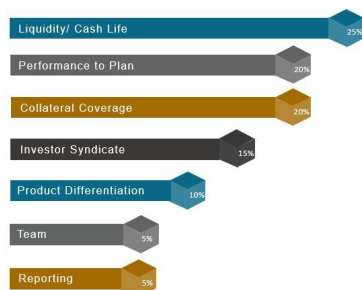 Liquidity/ Cash Life 25%
Performance to Plan 20%
Collateral Coverage 20%
Investor Syndicate 15%
Product Differentiation 10%
Team 5%
Reporting 5%